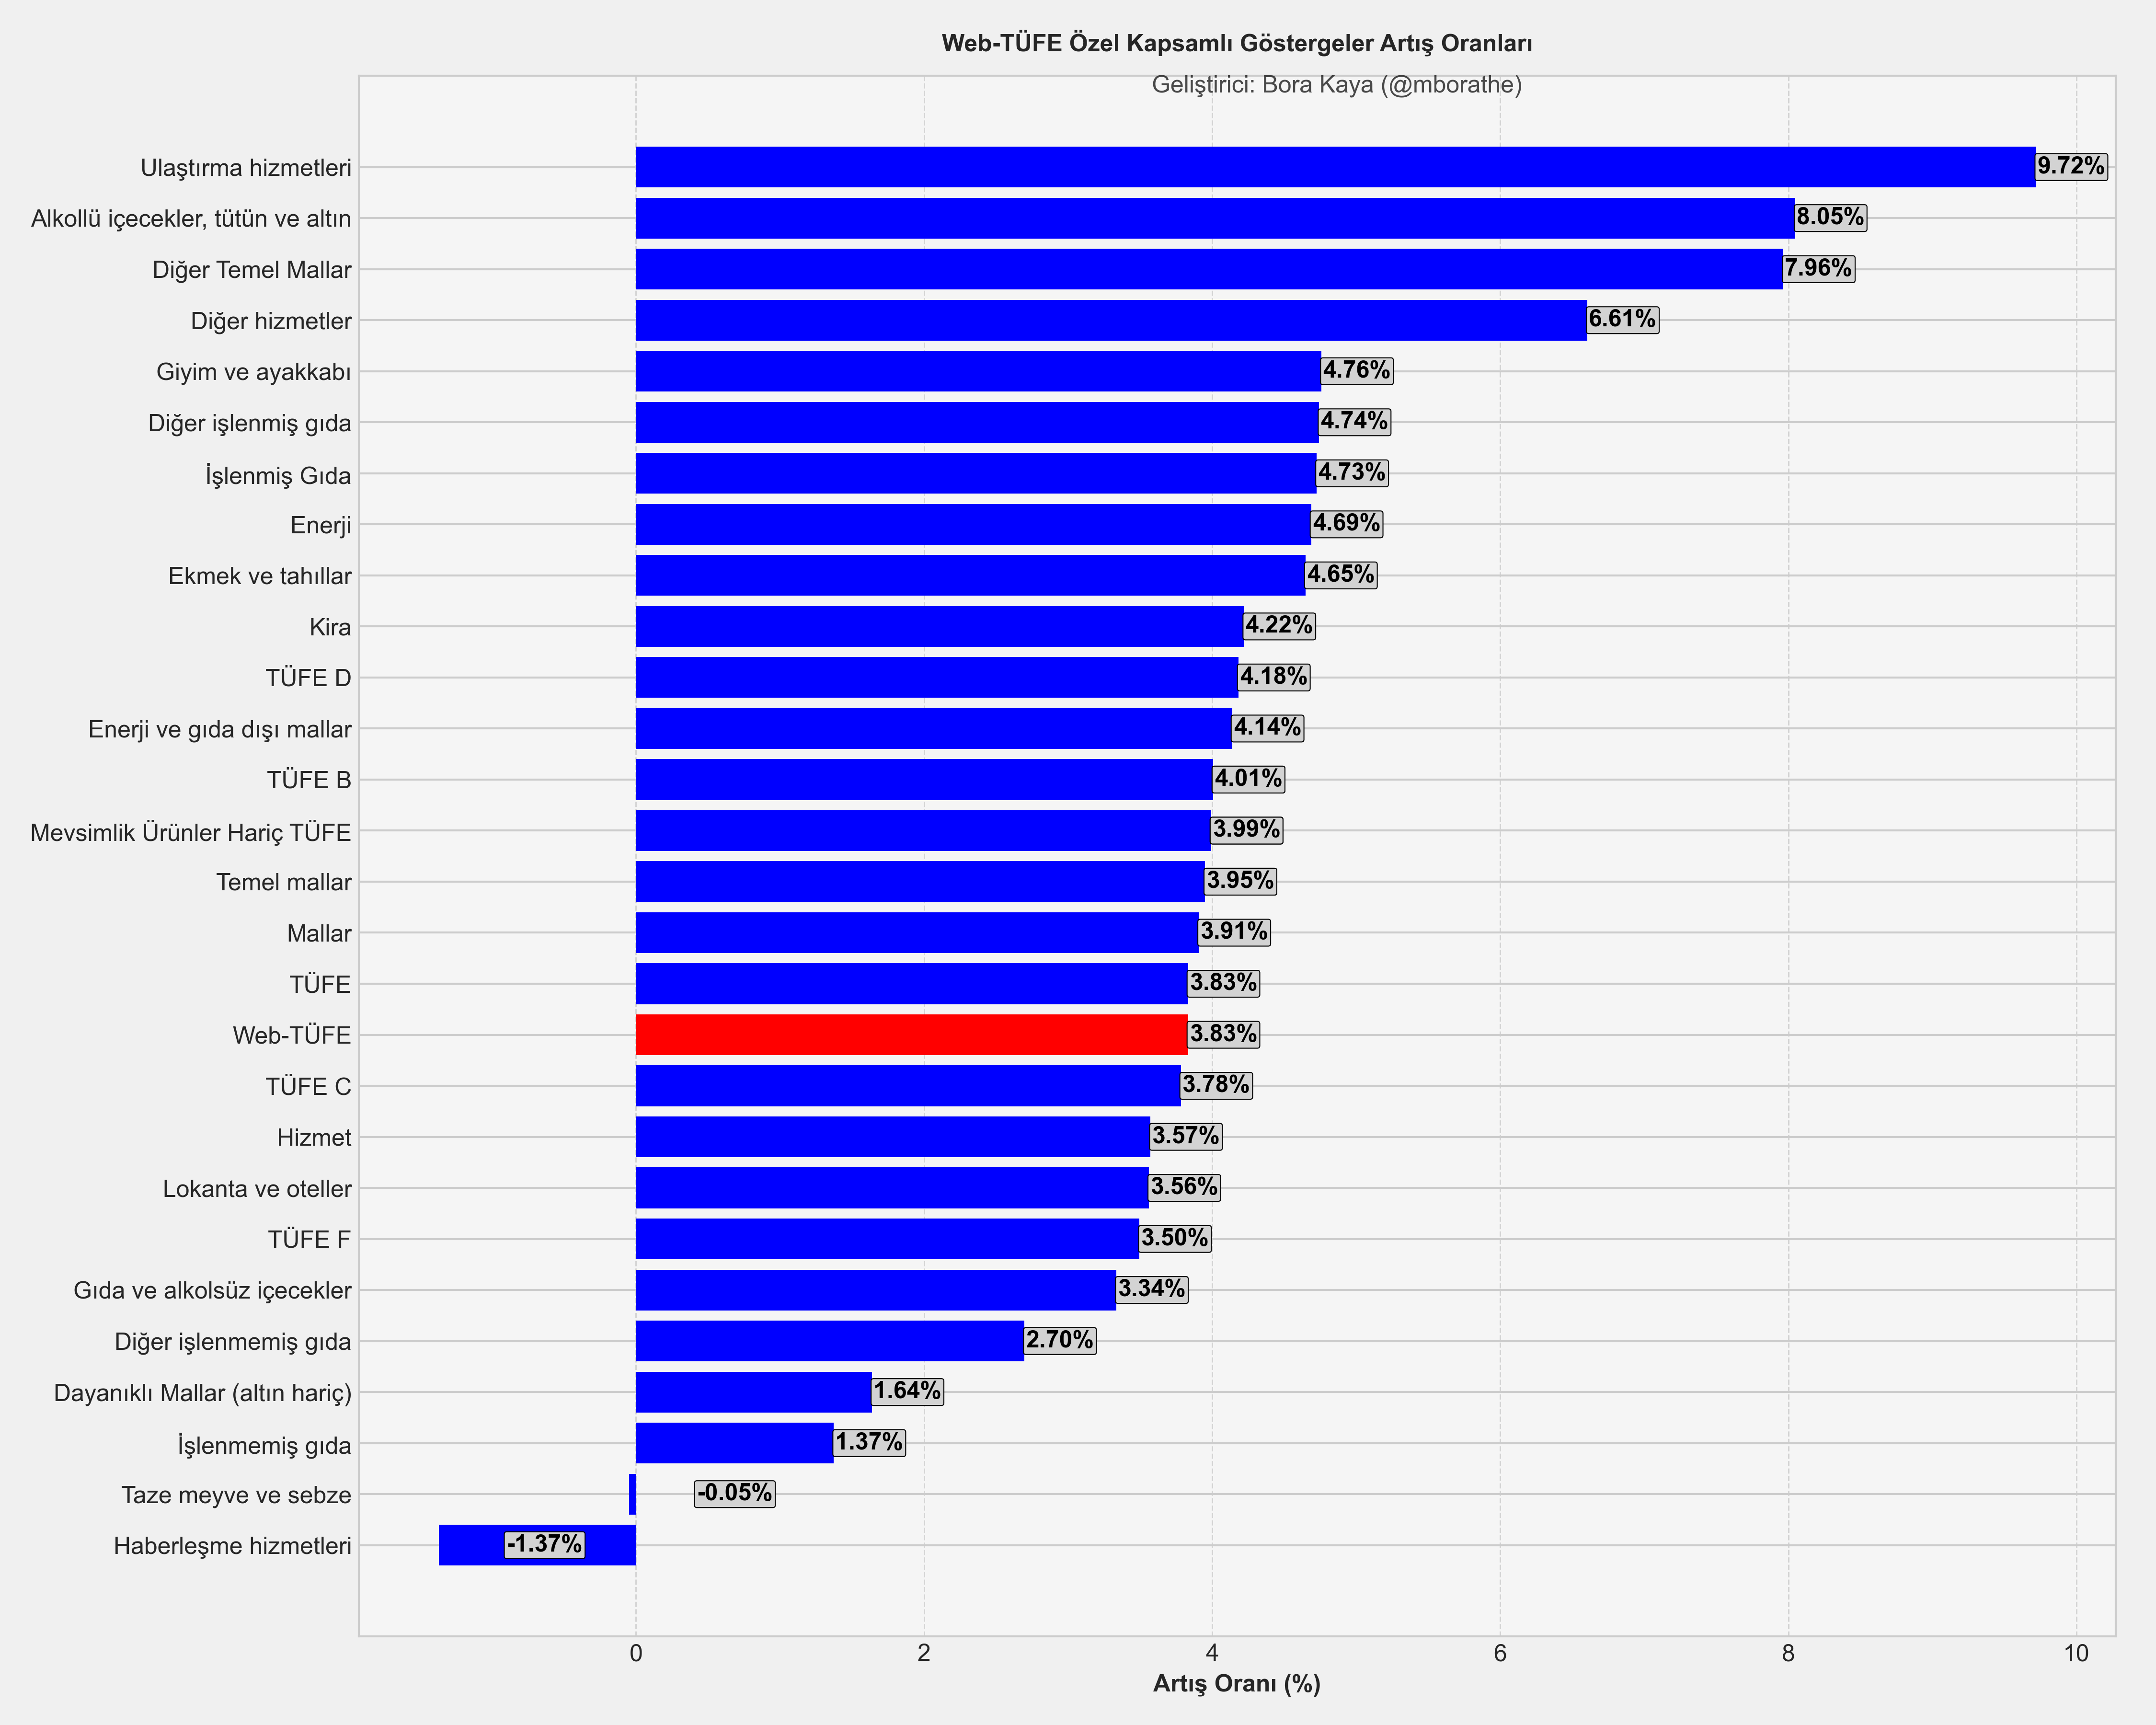 Web-TÜFE Özel Kapsamlı Göstergeler Artış Oranları
Geliştirici: Bora Kaya (@mborathe)
Ulaştırma hizmetleri 9.72%
Alkollü içecekler, tütün ve altın 8.05%
Diğer Temel Mallar 7.96%
Diğer hizmetler 6.61%
Giyim ve ayakkabı 4.76%
Diğer işlenmiş gıda 4.74%
İşlenmiş Gıda 4.73%
Enerji 4.69%
Ekmek ve tahıllar 4.65%
Kira 4.22%
TÜFE D 4.18%
Enerji ve gıda dışı mallar 4.14%
TÜFE B 4.01%
Mevsimlik Ürünler Hariç TÜFE 3.99%
Temel mallar 3.95%
Mallar 3.91%
TÜFE 3.83%
Web-TÜFE 3.83%
TÜFE C 3.78%
Hizmet 3.57%
Lokanta ve oteller 3.56%
TÜFE F 3.50%
Gıda ve alkolsüz içecekler 3.34%
Diğer işlenmemiş gıda 2.70%
Dayanıklı Mallar (altın hariç) 1.64%
İşlenmemiş gıda 1.37%
Taze meyve ve sebze -0.05%
Haberleşme hizmetleri -1.37%
0 2 4 6 8 10
Artış Oranı (%)